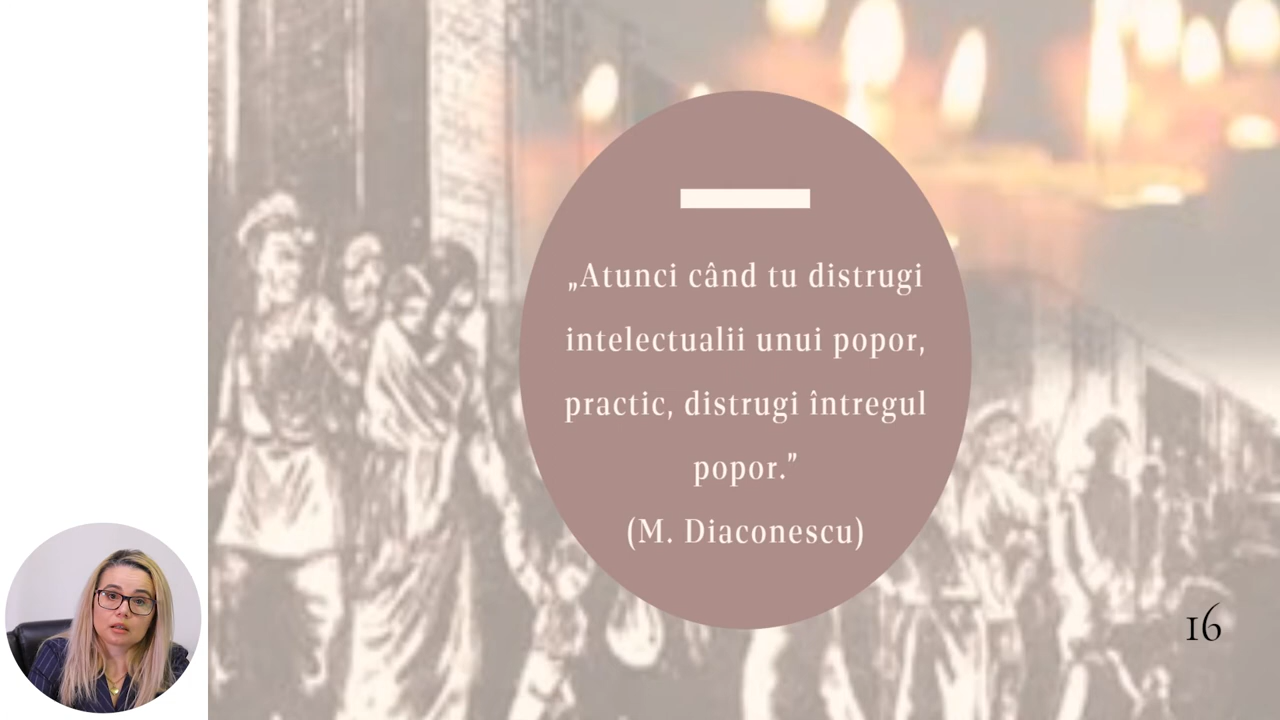 „Atunci când tu distrugi
intelectualii unui popor,
practic, distrugi întregul
popor.”
(M. Diaconescu)
16